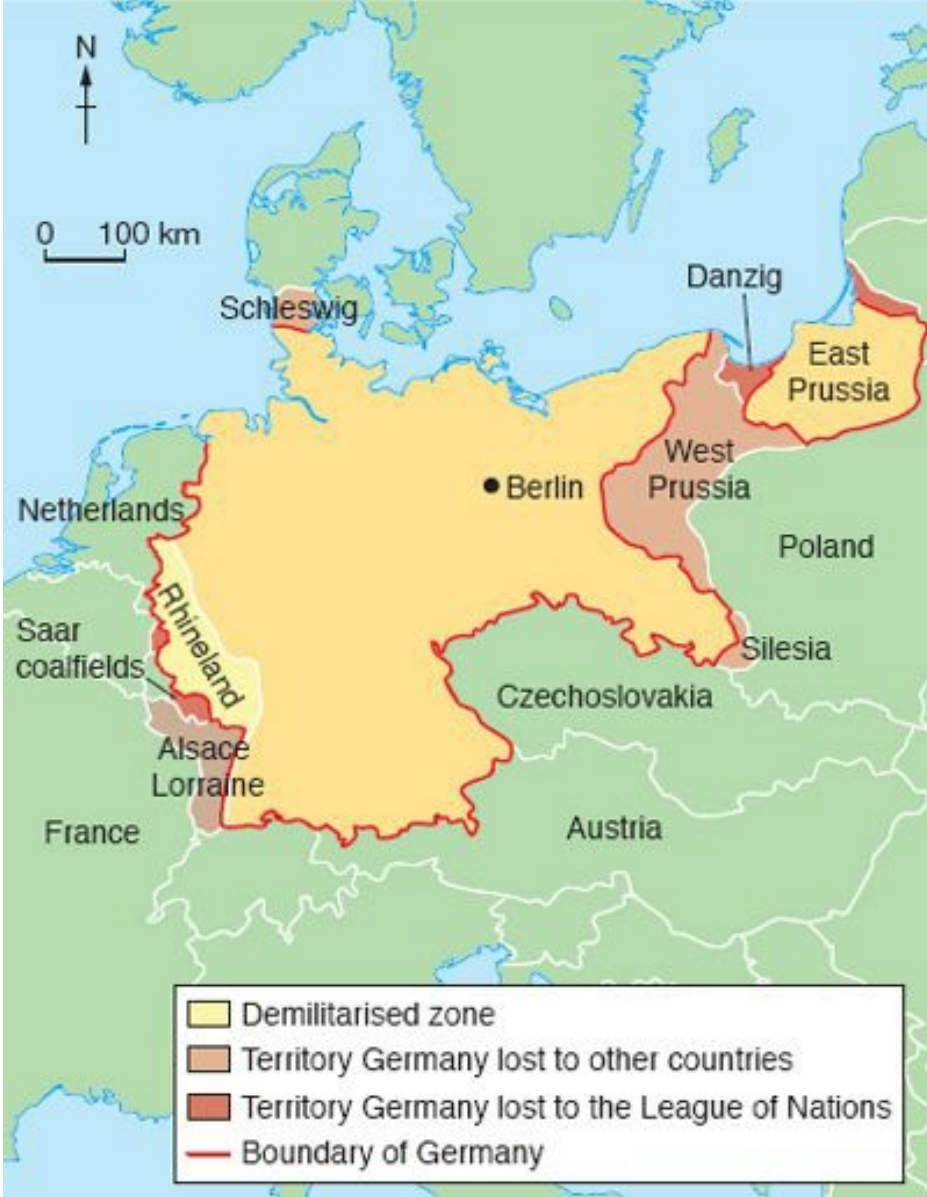 N
0 100 km
Schleswig
Danzig
East
Prussia
West
Prussia
Berlin
Netherlands
Poland
Rhineland
Saar
coalfields
Silesia
Czechoslovakia
Alsace
Lorraine
France
Austria
Demilitarised zone
Territory Germany lost to other countries
Territory Germany lost to the League of Nations
Boundary of Germany